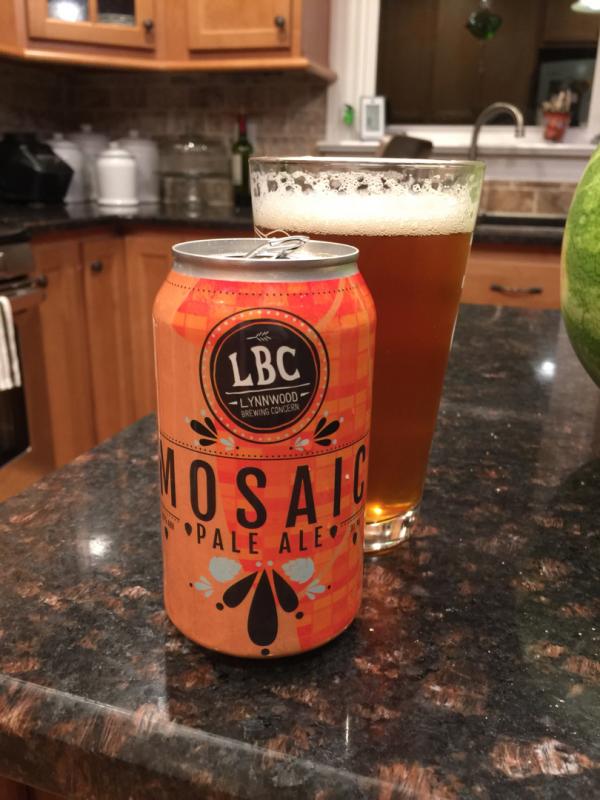 LBC
LYNNWOOD
BREWING CONCERN
MOSAIC
PALE ALE